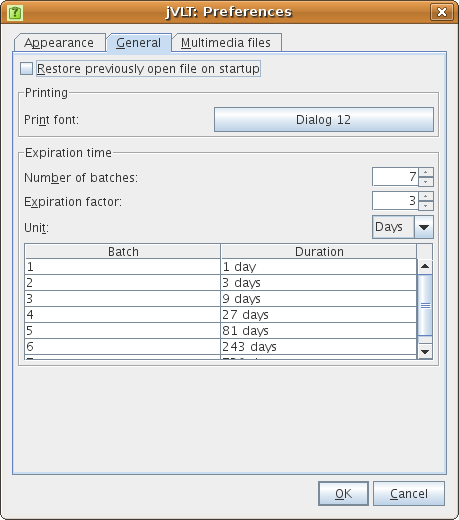 jVLT: Preferences
Appearance General Multimedia files
Restore previously open file on startup
Printing
Print font: Dialog 12
Expiration time
Number of batches: 7
Expiration factor: 3
Unit: Days
Batch Duration
1 1 day
2 3 days
3 9 days
4 27 days
5 81 days
6 243 days
OK Cancel